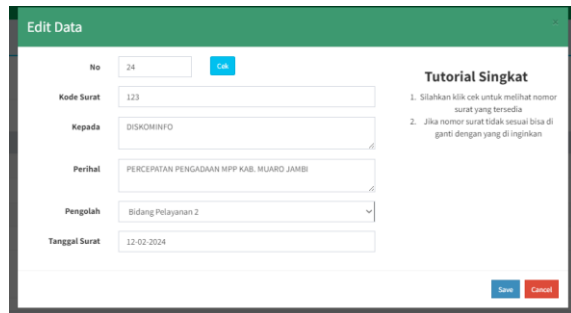 Edit Data
×
No
24
Cek
Kode Surat
123
Kepada
DISKOMINFO
Perihal
PERCEPATAN PENGADAAN MPP KAB. MUARO JAMBI
Pengolah
Bidang Pelayanan 2
Tanggal Surat
12-02-2024
Tutorial Singkat
1. Silahkan klik cek untuk melihat nomor
surat yang tersedia
2. Jika nomor surat tidak sesuai bisa di
ganti dengan yang di inginkan
Save
Cancel